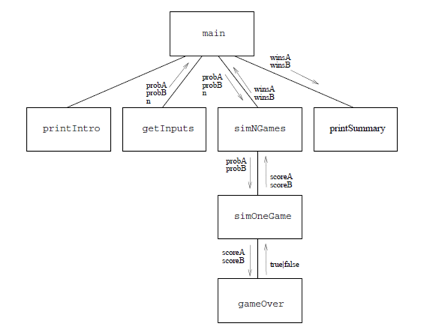 main
winsA
winsB
probA
probB
n
probA
probB
n
winsA
winsB
printIntro
getInputs
simNGames
printSummary
probA
probB
scoreA
scoreB
simOneGame
scoreA
scoreB
true|false
gameOver